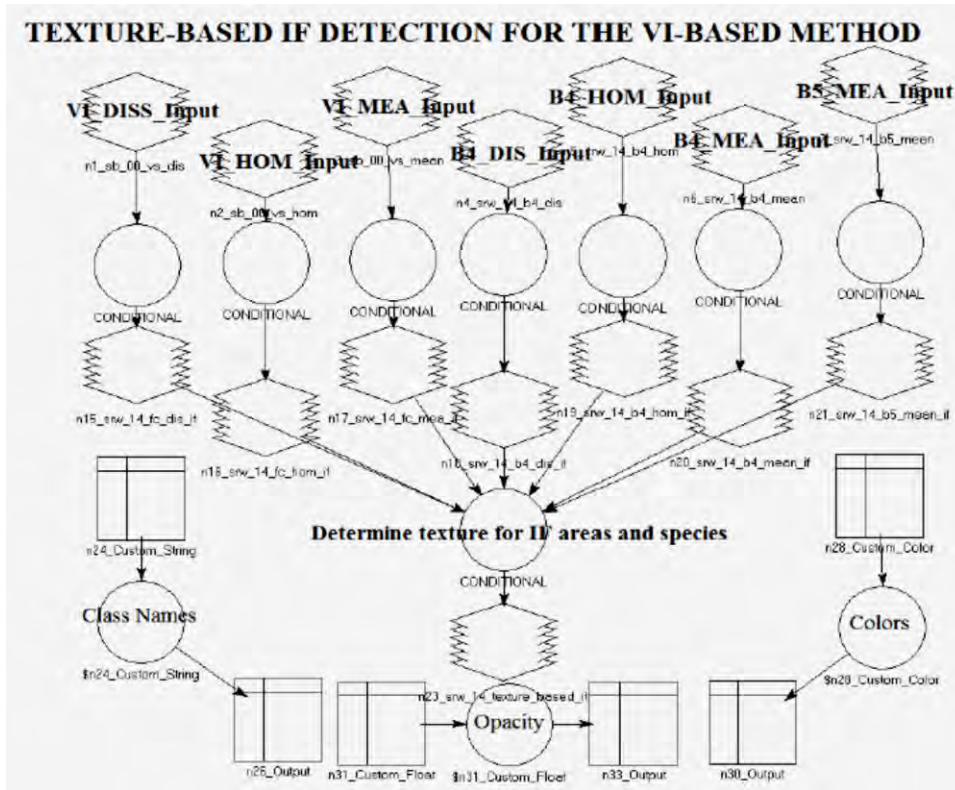 TEXTURE-BASED IF DETECTION FOR THE VI-BASED METHOD
VI_DISS_Input
VI_MEA_Input
B4_HOM_Input
B5_MEA_Input
n1_sb_00_vs_dis
VI_HOM_Input
B4_DIS_Input
B4_MEA_Input
n2_sb_00_vs_hom
n4_srw_14_b4_dis
n6_srw_14_b4_mean
CONDITIONAL
CONDITIONAL
CONDITIONAL
CONDITIONAL
CONDITIONAL
CONDITIONAL
CONDITIONAL
n15_srw_14_fc_dis_if
n17_srw_14_fc_mea_if
n19_srw_14_b4_hom_if
n21_srw_14_b5_mean_if
n16_srw_14_fc_hom_if
n20_srw_14_b4_mean_if
Determine texture for IF areas and species
n24_Custom_String
n28_Custom_Color
CONDITIONAL
Class Names
Colors
$n24_Custom_String
$n28_Custom_Color
n23_srw_14_texture_based_if
Opacity
n26_Output
n31_Custom_Float
$n31_Custom_Float
n33_Output
n30_Output